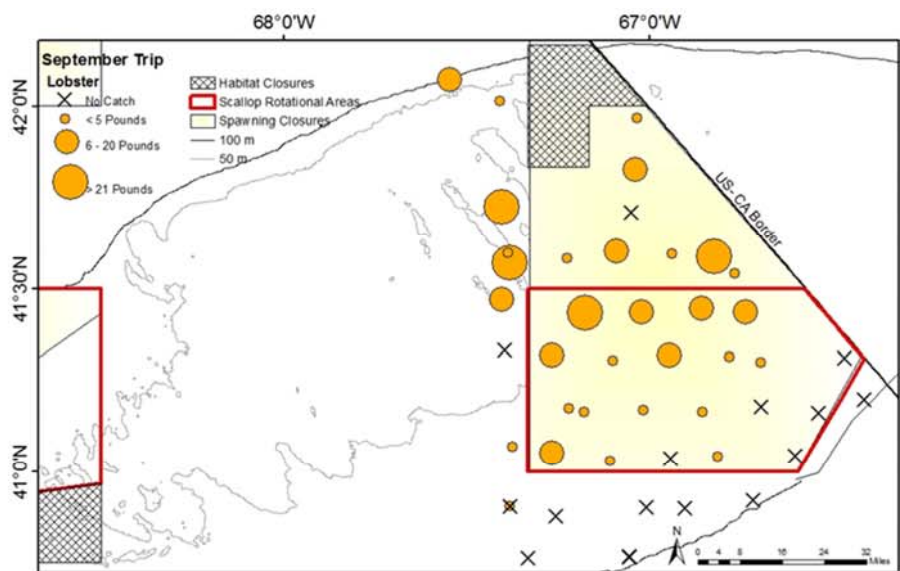 68°0'W 67°0'W
42°0'N
41°30'N
41°0'N
September Trip
Lobster
No Catch
< 5 Pounds
6 - 20 Pounds
> 21 Pounds
Habitat Closures
Scallop Rotational Areas
Spawning Closures
100 m
50 m
US - CA Border
N
0 4 8 16 24 32
Miles